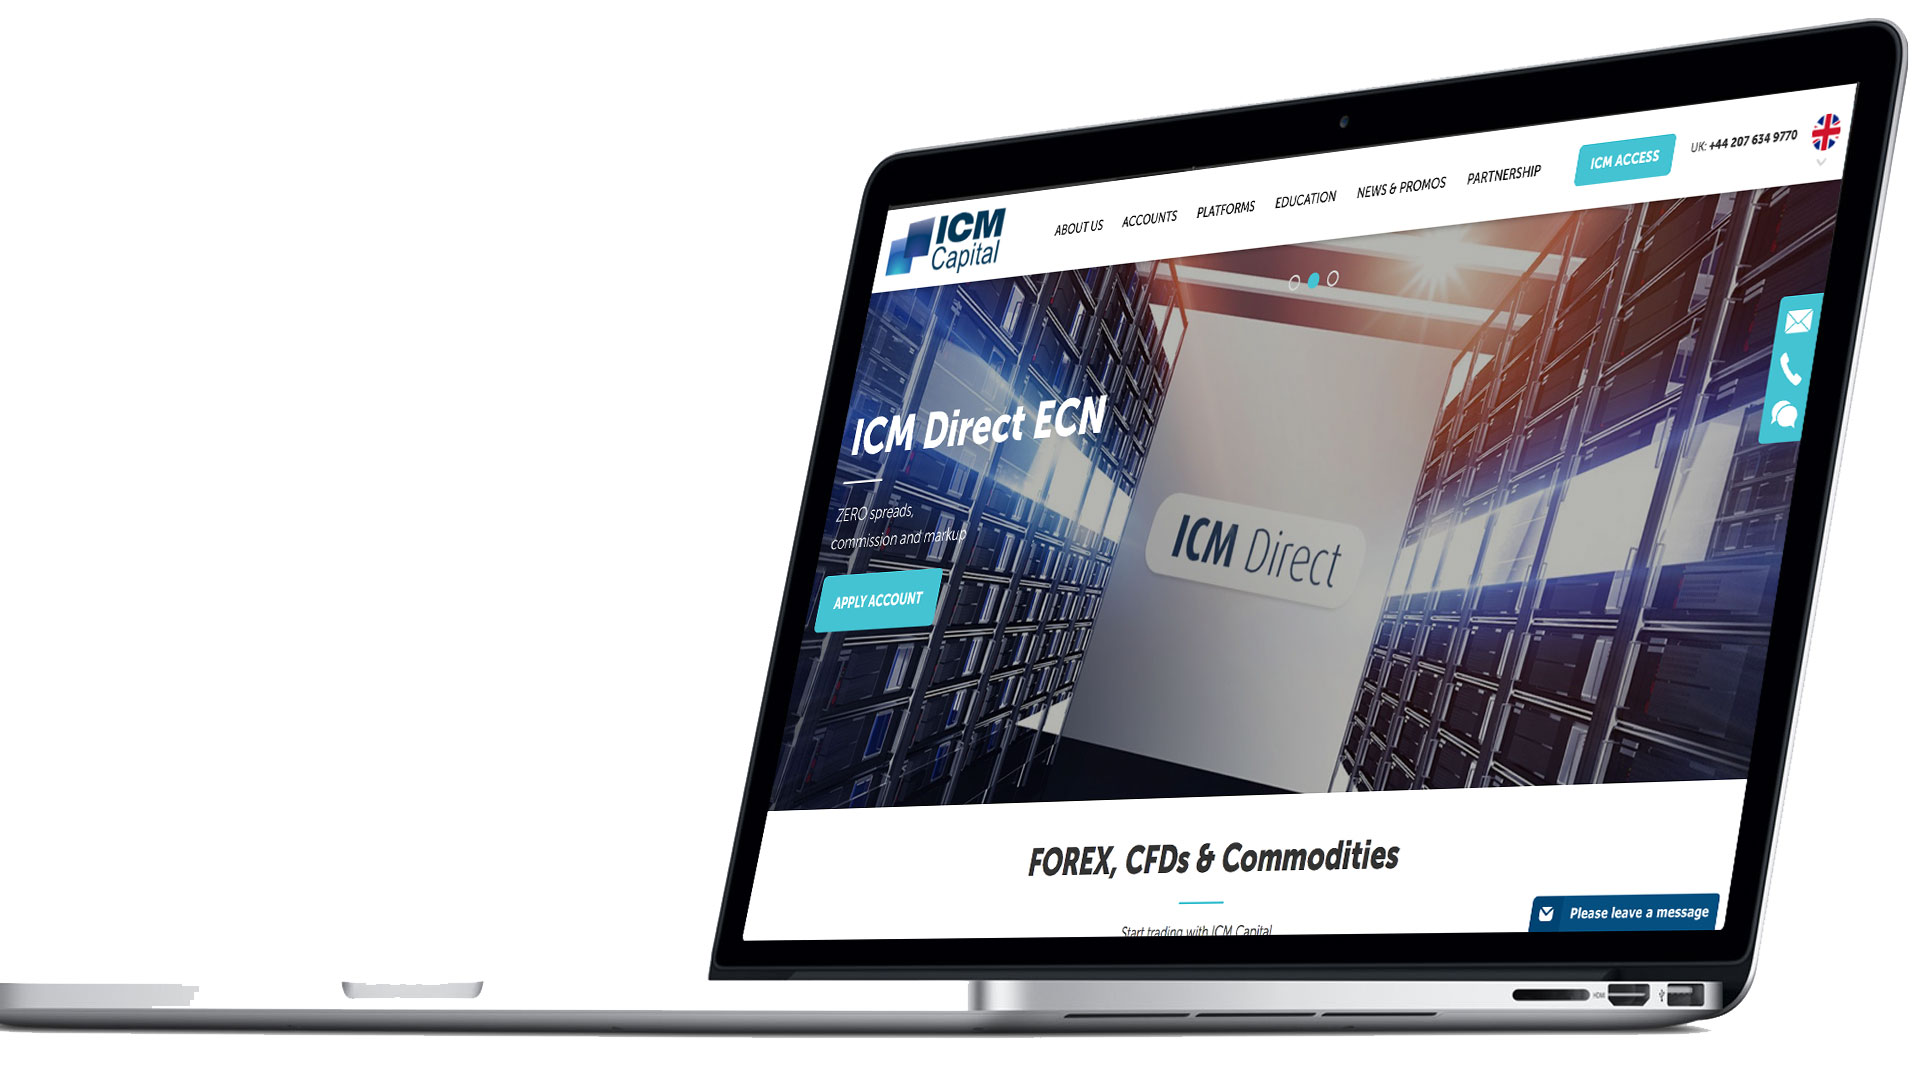 ICM
Capital
ABOUT US
ACCOUNTS
PLATFORMS
EDUCATION
NEWS & PROMOS
PARTNERSHIP
ICM ACCESS
UK: +44 207 634 9770
ICM Direct ECN
ZERO spreads,
commission and markup
APPLY ACCOUNT
ICM Direct
FOREX, CFDs & Commodities
Start trading with ICM Capital
Please leave a message
HDMI